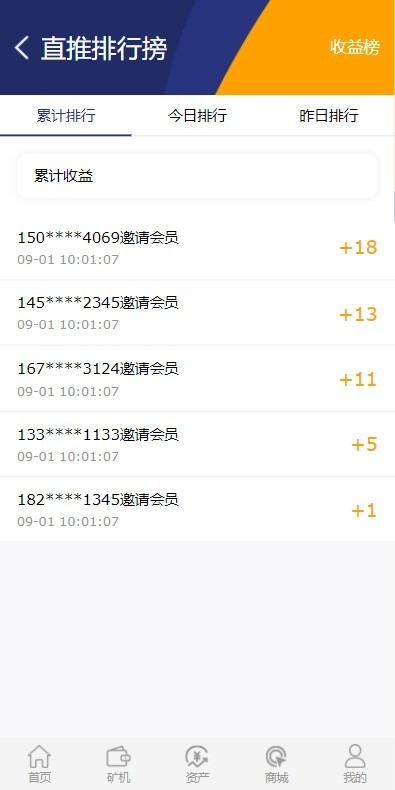 直推排行榜
收益榜
累计排行
今日排行
昨日排行
累计收益
150****4069邀请会员
09-01 10:01:07
+18
145****2345邀请会员
09-01 10:01:07
+13
167****3124邀请会员
09-01 10:01:07
+11
133****1133邀请会员
09-01 10:01:07
+5
182****1345邀请会员
09-01 10:01:07
+1
首页
矿机
资产
商城
我的